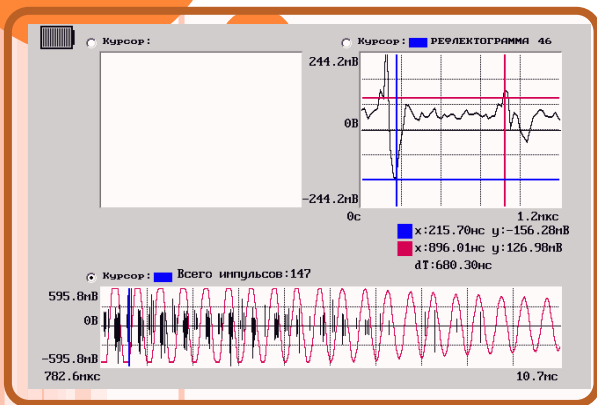 Курсор:
Курсор: РЕФЛЕКТОГРАММА 46
244.2мВ
0В
-244.2мВ
0с 1.2мкс
x:215.70нс y:-156.28мВ
x:896.01нс y:126.98мВ
dT:680.30нс
Курсор: Всего импульсов:147
595.8мВ
0В
-595.8мВ
782.6мкс 10.7мс